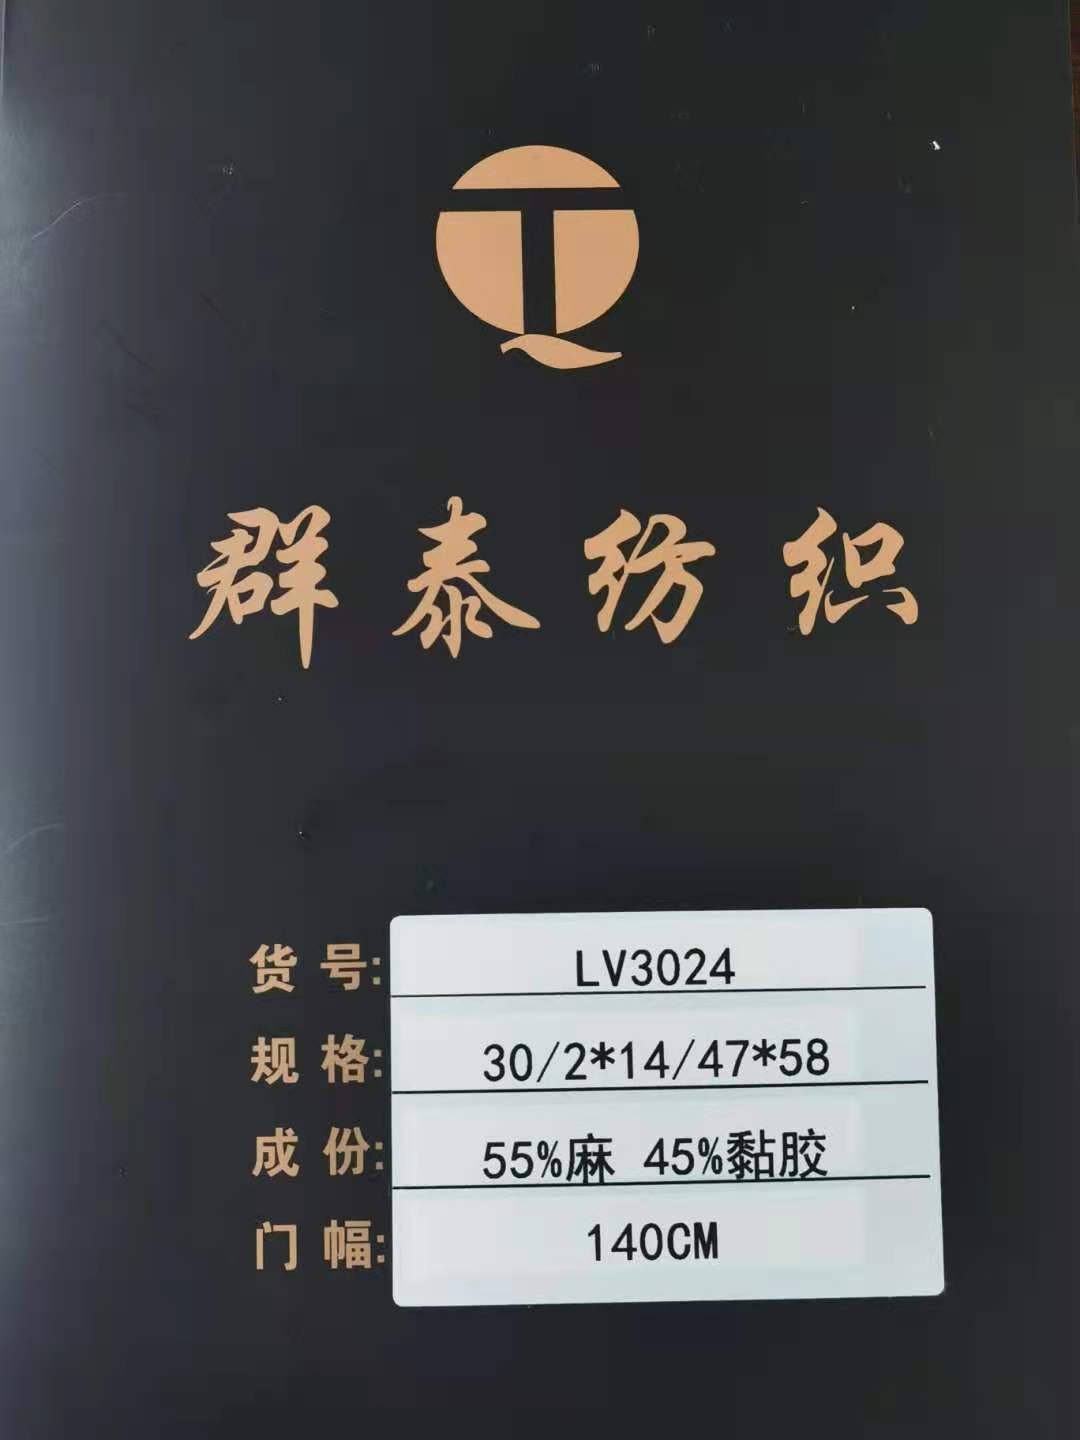 TQ
群泰纺织
货号: LV3024
规格: 30/2*14/47*58
成份: 55%麻 45%黏胶
门幅: 140CM